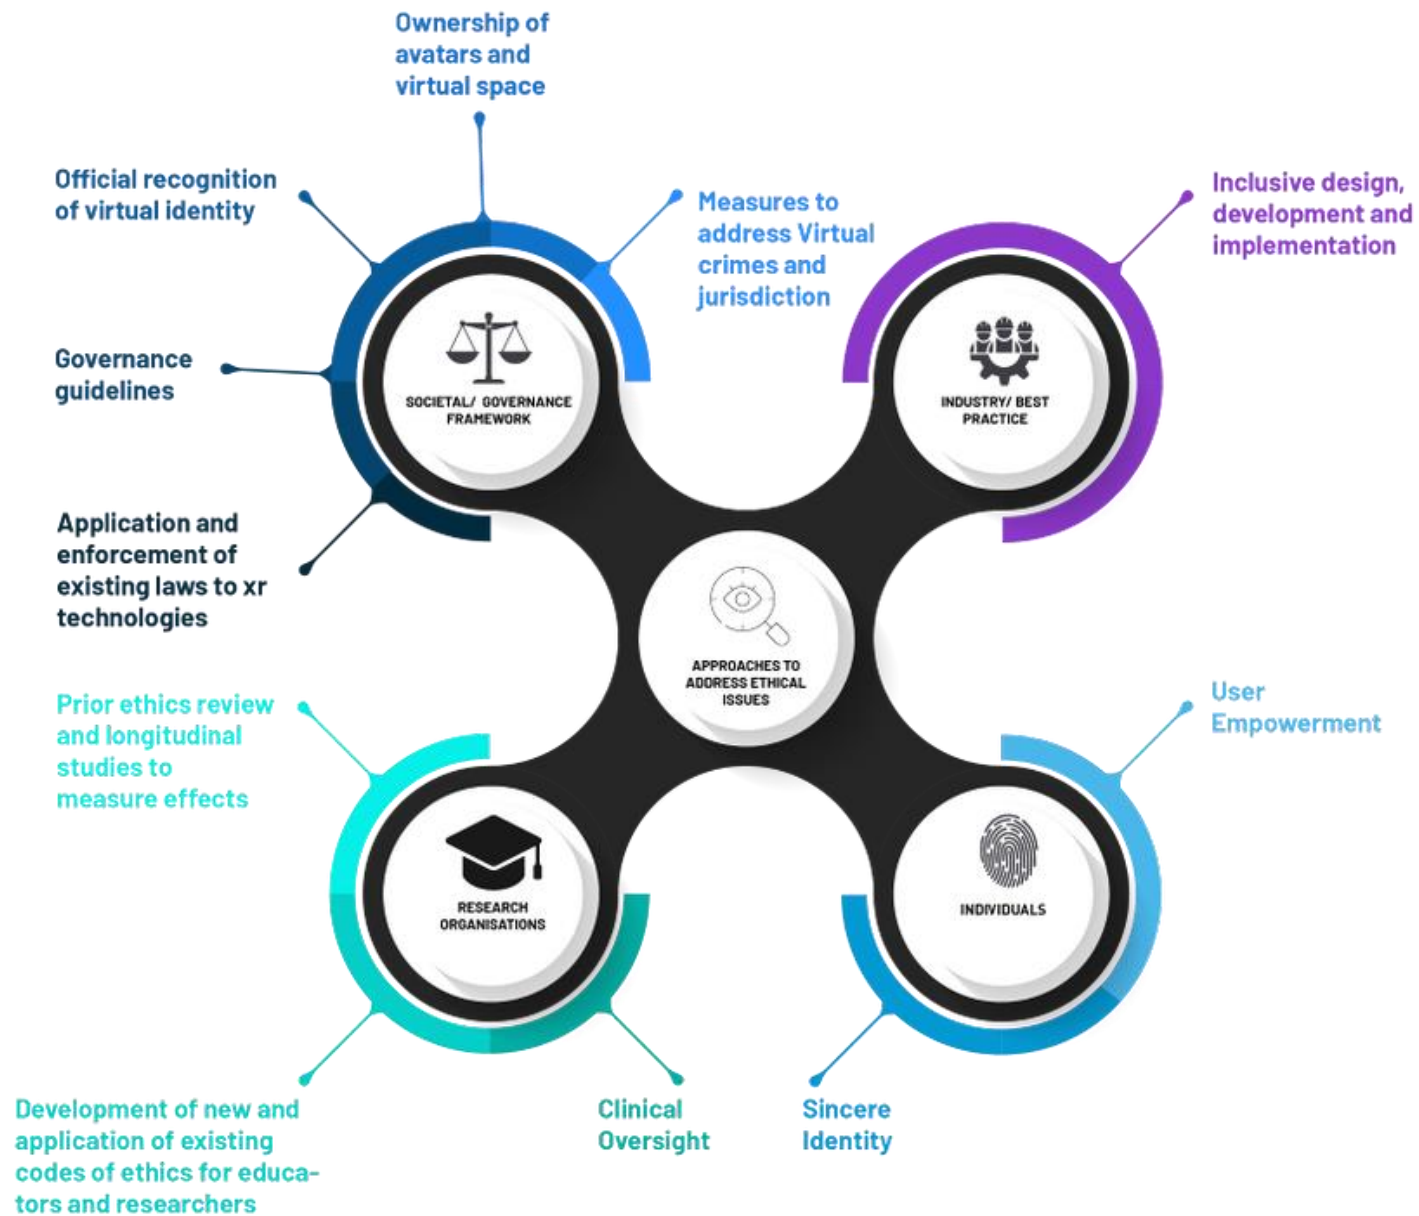 Ownership of
avatars and
virtual space
Official recognition
of virtual identity
Measures to
address Virtual
crimes and
jurisdiction
Inclusive design,
development and
implementation
Governance
guidelines
SOCIETAL/ GOVERNANCE
FRAMEWORK
INDUSTRY/ BEST
PRACTICE
Application and
enforcement of
existing laws to xr
technologies
APPROACHES TO
ADDRESS ETHICAL
ISSUES
Prior ethics review
and longitudinal
studies to
measure effects
User
Empowerment
RESEARCH
ORGANISATIONS
INDIVIDUALS
Development of new and
application of existing
codes of ethics for educa-
tors and researchers
Clinical
Oversight
Sincere
Identity